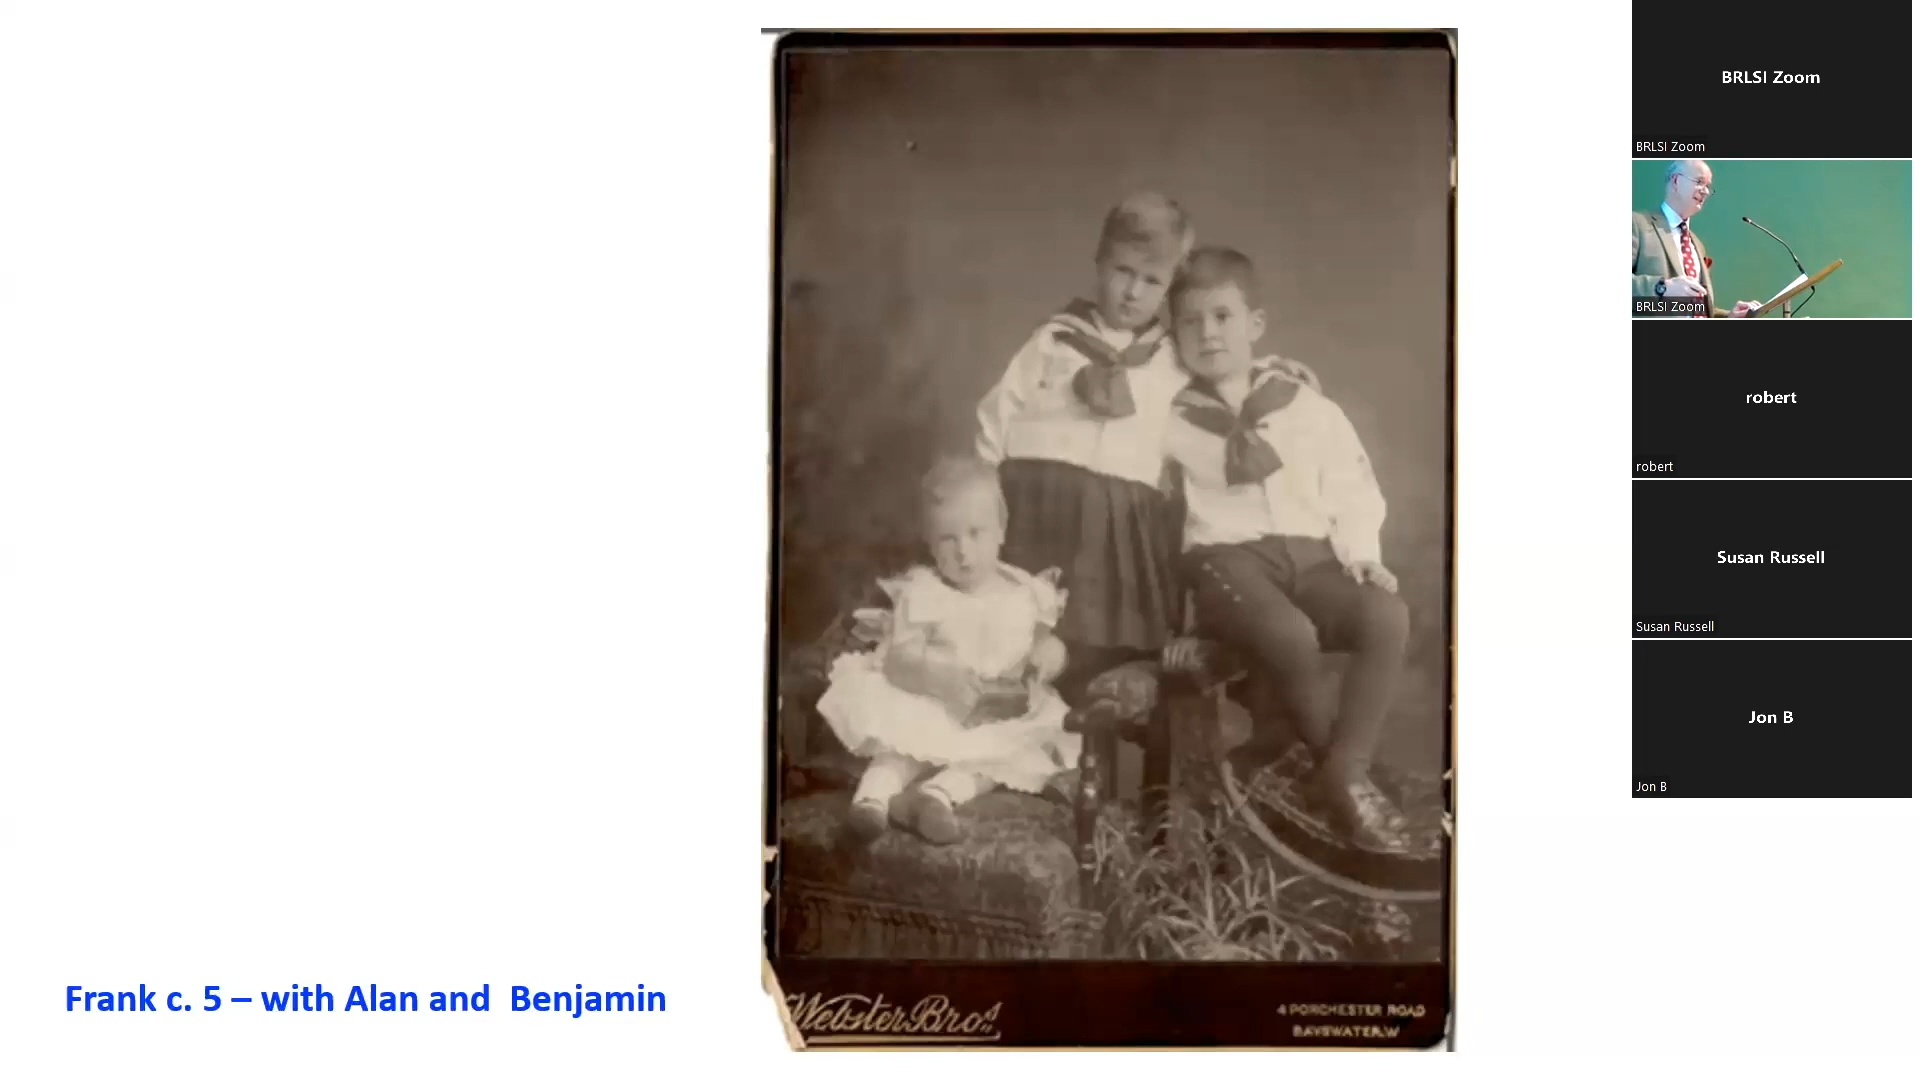 Frank c. 5 – with Alan and  Benjamin
Webster Bros
4 PORCHESTER ROAD
BAYSWATER,W
BRLSI Zoom
BRLSI Zoom
BRLSI Zoom
robert
robert
Susan Russell
Susan Russell
Jon B
Jon B